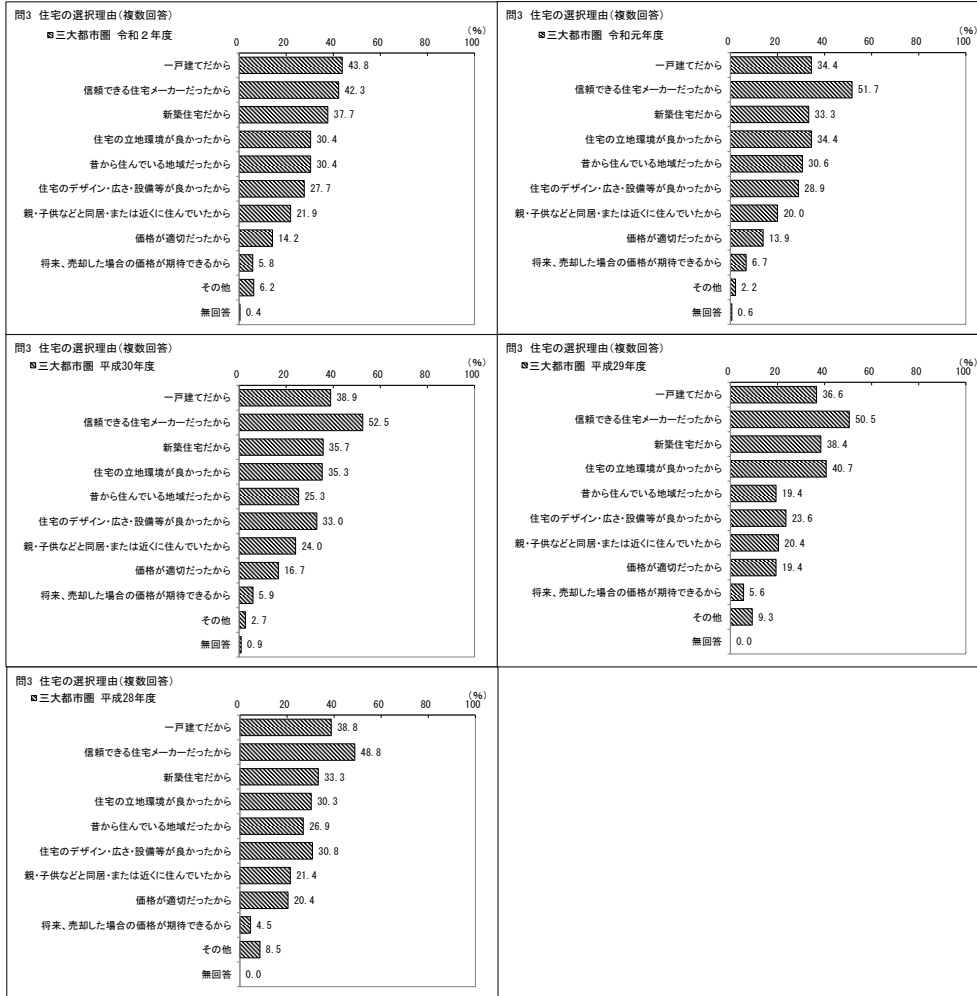 問3 住宅の選択理由(複数回答)
三大都市圏 令和2年度
(%)
0 20 40 60 80 100
一戸建てだから 43.8
信頼できる住宅メーカーだったから 42.3
新築住宅だから 37.7
住宅の立地環境が良かったから 30.4
昔から住んでいる地域だったから 30.4
住宅のデザイン・広さ・設備等が良かったから 27.7
親・子供などと同居・または近くに住んでいたから 21.9
価格が適切だったから 14.2
将来、売却した場合の価格が期待できるから 5.8
その他 6.2
無回答 0.4
問3 住宅の選択理由(複数回答)
三大都市圏 令和元年度
(%)
0 20 40 60 80 100
一戸建てだから 34.4
信頼できる住宅メーカーだったから 51.7
新築住宅だから 33.3
住宅の立地環境が良かったから 34.4
昔から住んでいる地域だったから 30.6
住宅のデザイン・広さ・設備等が良かったから 28.9
親・子供などと同居・または近くに住んでいたから 20.0
価格が適切だったから 13.9
将来、売却した場合の価格が期待できるから 6.7
その他 2.2
無回答 0.6
問3 住宅の選択理由(複数回答)
三大都市圏 平成30年度
(%)
0 20 40 60 80 100
一戸建てだから 38.9
信頼できる住宅メーカーだったから 52.5
新築住宅だから 35.7
住宅の立地環境が良かったから 35.3
昔から住んでいる地域だったから 25.3
住宅のデザイン・広さ・設備等が良かったから 33.0
親・子供などと同居・または近くに住んでいたから 24.0
価格が適切だったから 16.7
将来、売却した場合の価格が期待できるから 5.9
その他 2.7
無回答 0.9
問3 住宅の選択理由(複数回答)
三大都市圏 平成29年度
(%)
0 20 40 60 80 100
一戸建てだから 36.6
信頼できる住宅メーカーだったから 50.5
新築住宅だから 38.4
住宅の立地環境が良かったから 40.7
昔から住んでいる地域だったから 19.4
住宅のデザイン・広さ・設備等が良かったから 23.6
親・子供などと同居・または近くに住んでいたから 20.4
価格が適切だったから 19.4
将来、売却した場合の価格が期待できるから 5.6
その他 9.3
無回答 0.0
問3 住宅の選択理由(複数回答)
三大都市圏 平成28年度
(%)
0 20 40 60 80 100
一戸建てだから 38.8
信頼できる住宅メーカーだったから 48.8
新築住宅だから 33.3
住宅の立地環境が良かったから 30.3
昔から住んでいる地域だったから 26.9
住宅のデザイン・広さ・設備等が良かったから 30.8
親・子供などと同居・または近くに住んでいたから 21.4
価格が適切だったから 20.4
将来、売却した場合の価格が期待できるから 4.5
その他 8.5
無回答 0.0